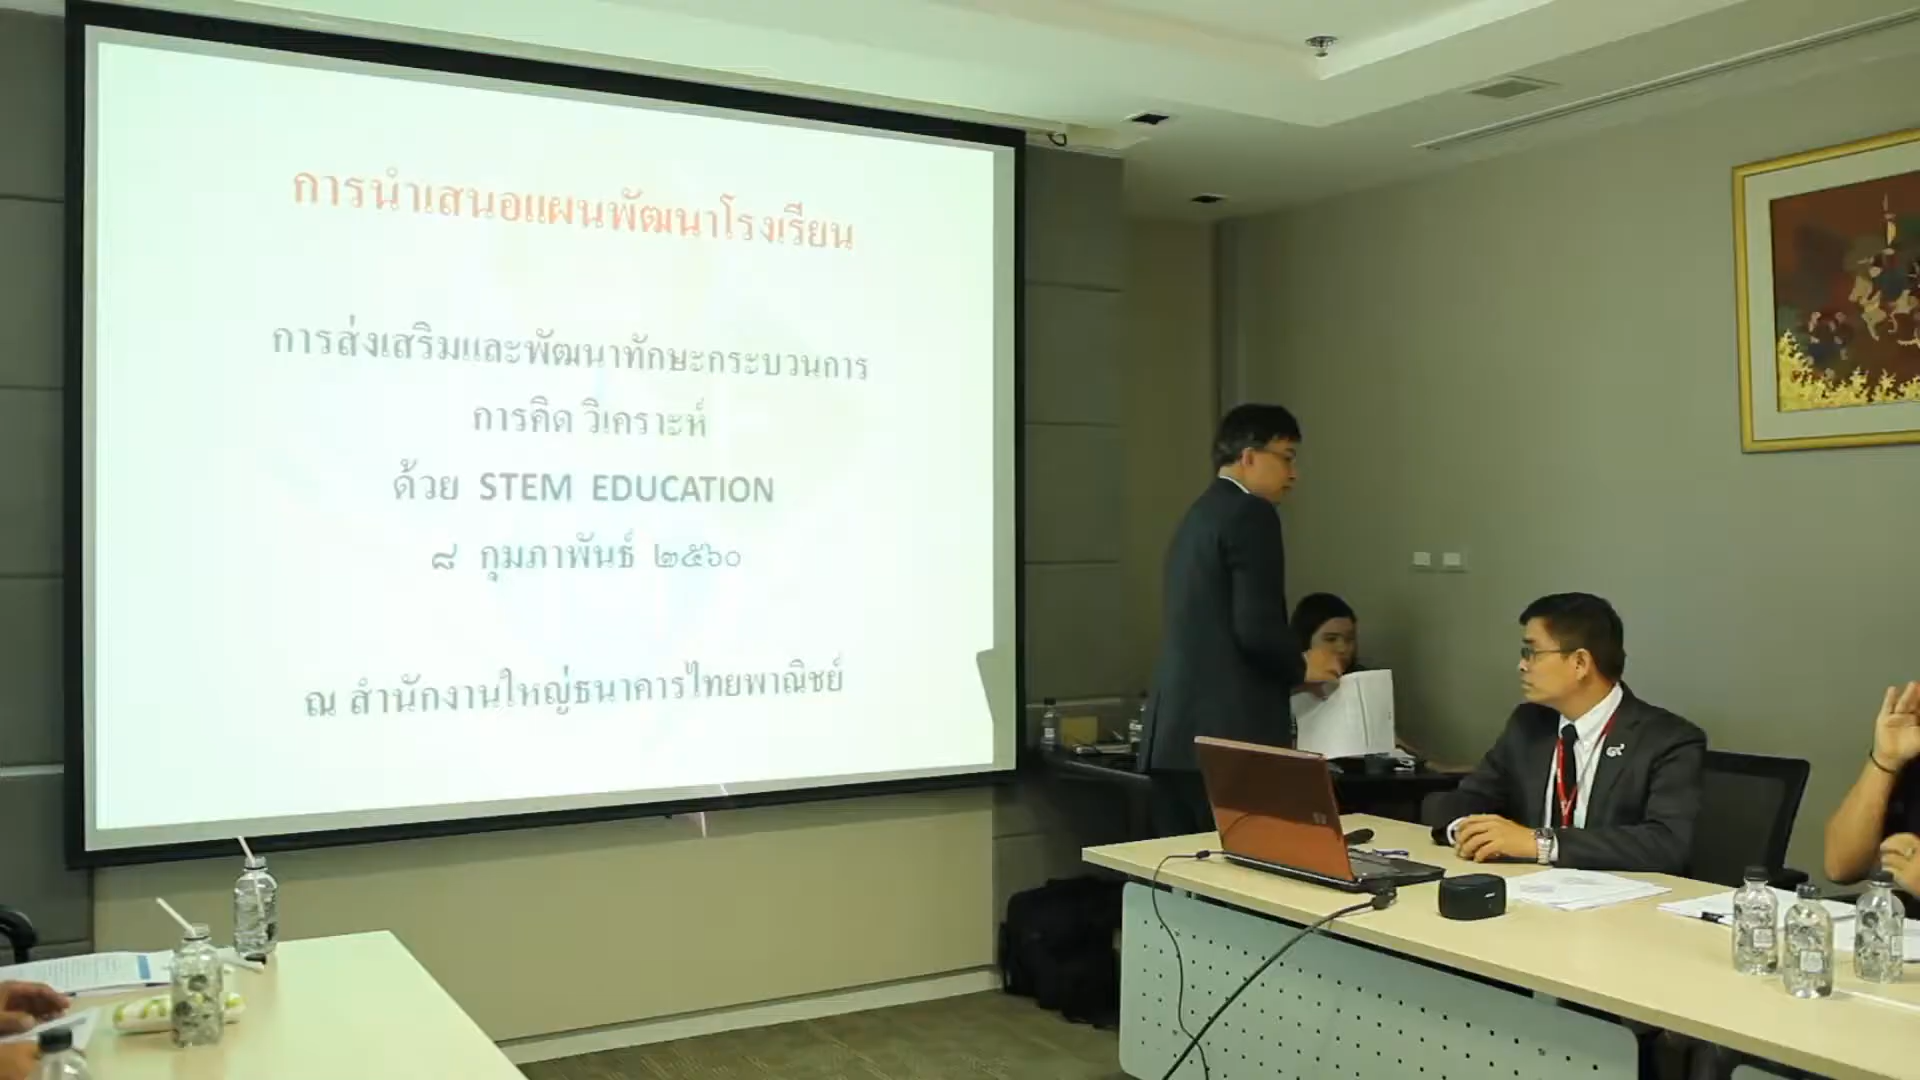 การนำเสนอแผนพัฒนาโรงเรียน
การส่งเสริมและพัฒนาทักษะกระบวนการ
การคิด วิเคราะห์
ด้วย STEM EDUCATION
๘ กุมภาพันธ์ ๒๕๖๐
ณ สำนักงานใหญ่ธนาคารไทยพาณิชย์